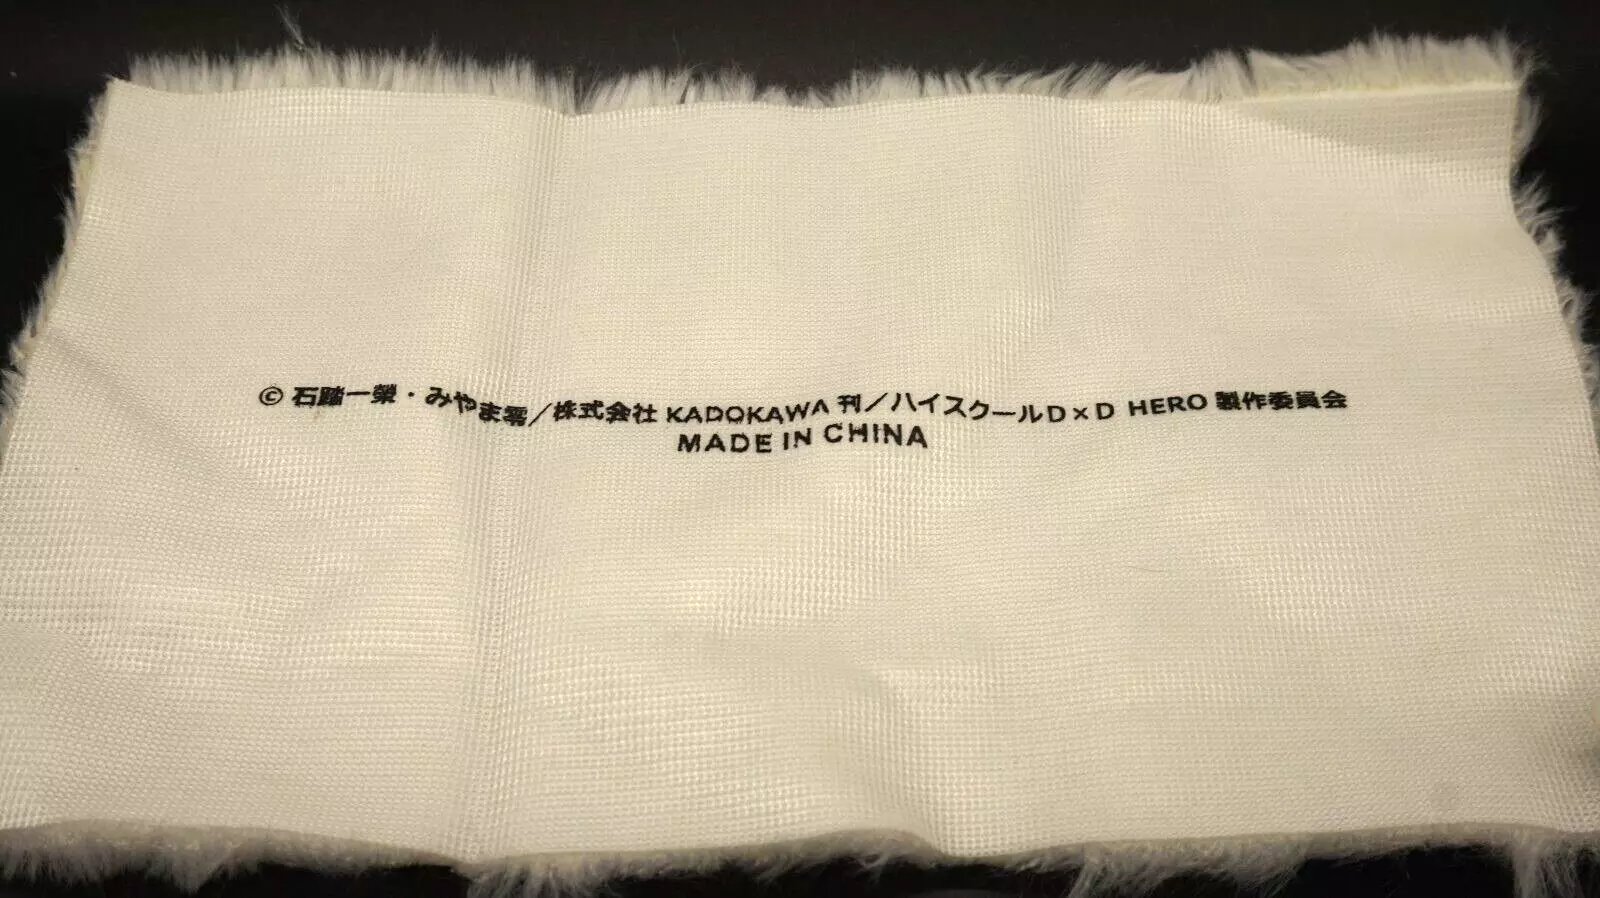 © 石踏一榮・みやま零／株式会社 KADOKAWA 刊／ハイスクールD×D HERO 製作委員会
MADE IN CHINA